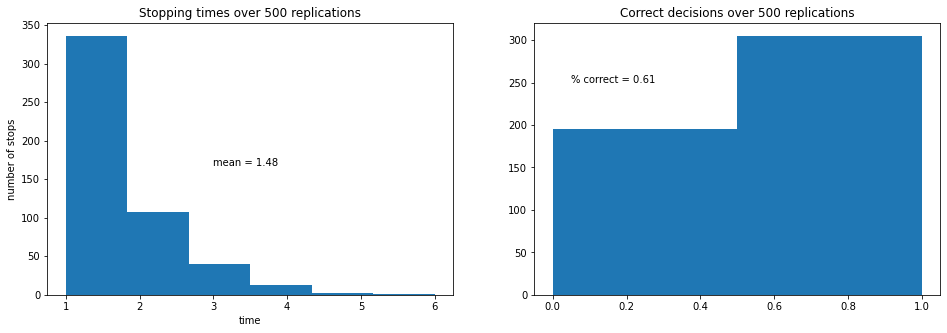 Stopping times over 500 replications
350
300
250
200
150
100
50
0
number of stops
mean = 1.48
1 2 3 4 5 6
time
Correct decisions over 500 replications
300
250
200
150
100
50
0
% correct = 0.61
0.0 0.2 0.4 0.6 0.8 1.0